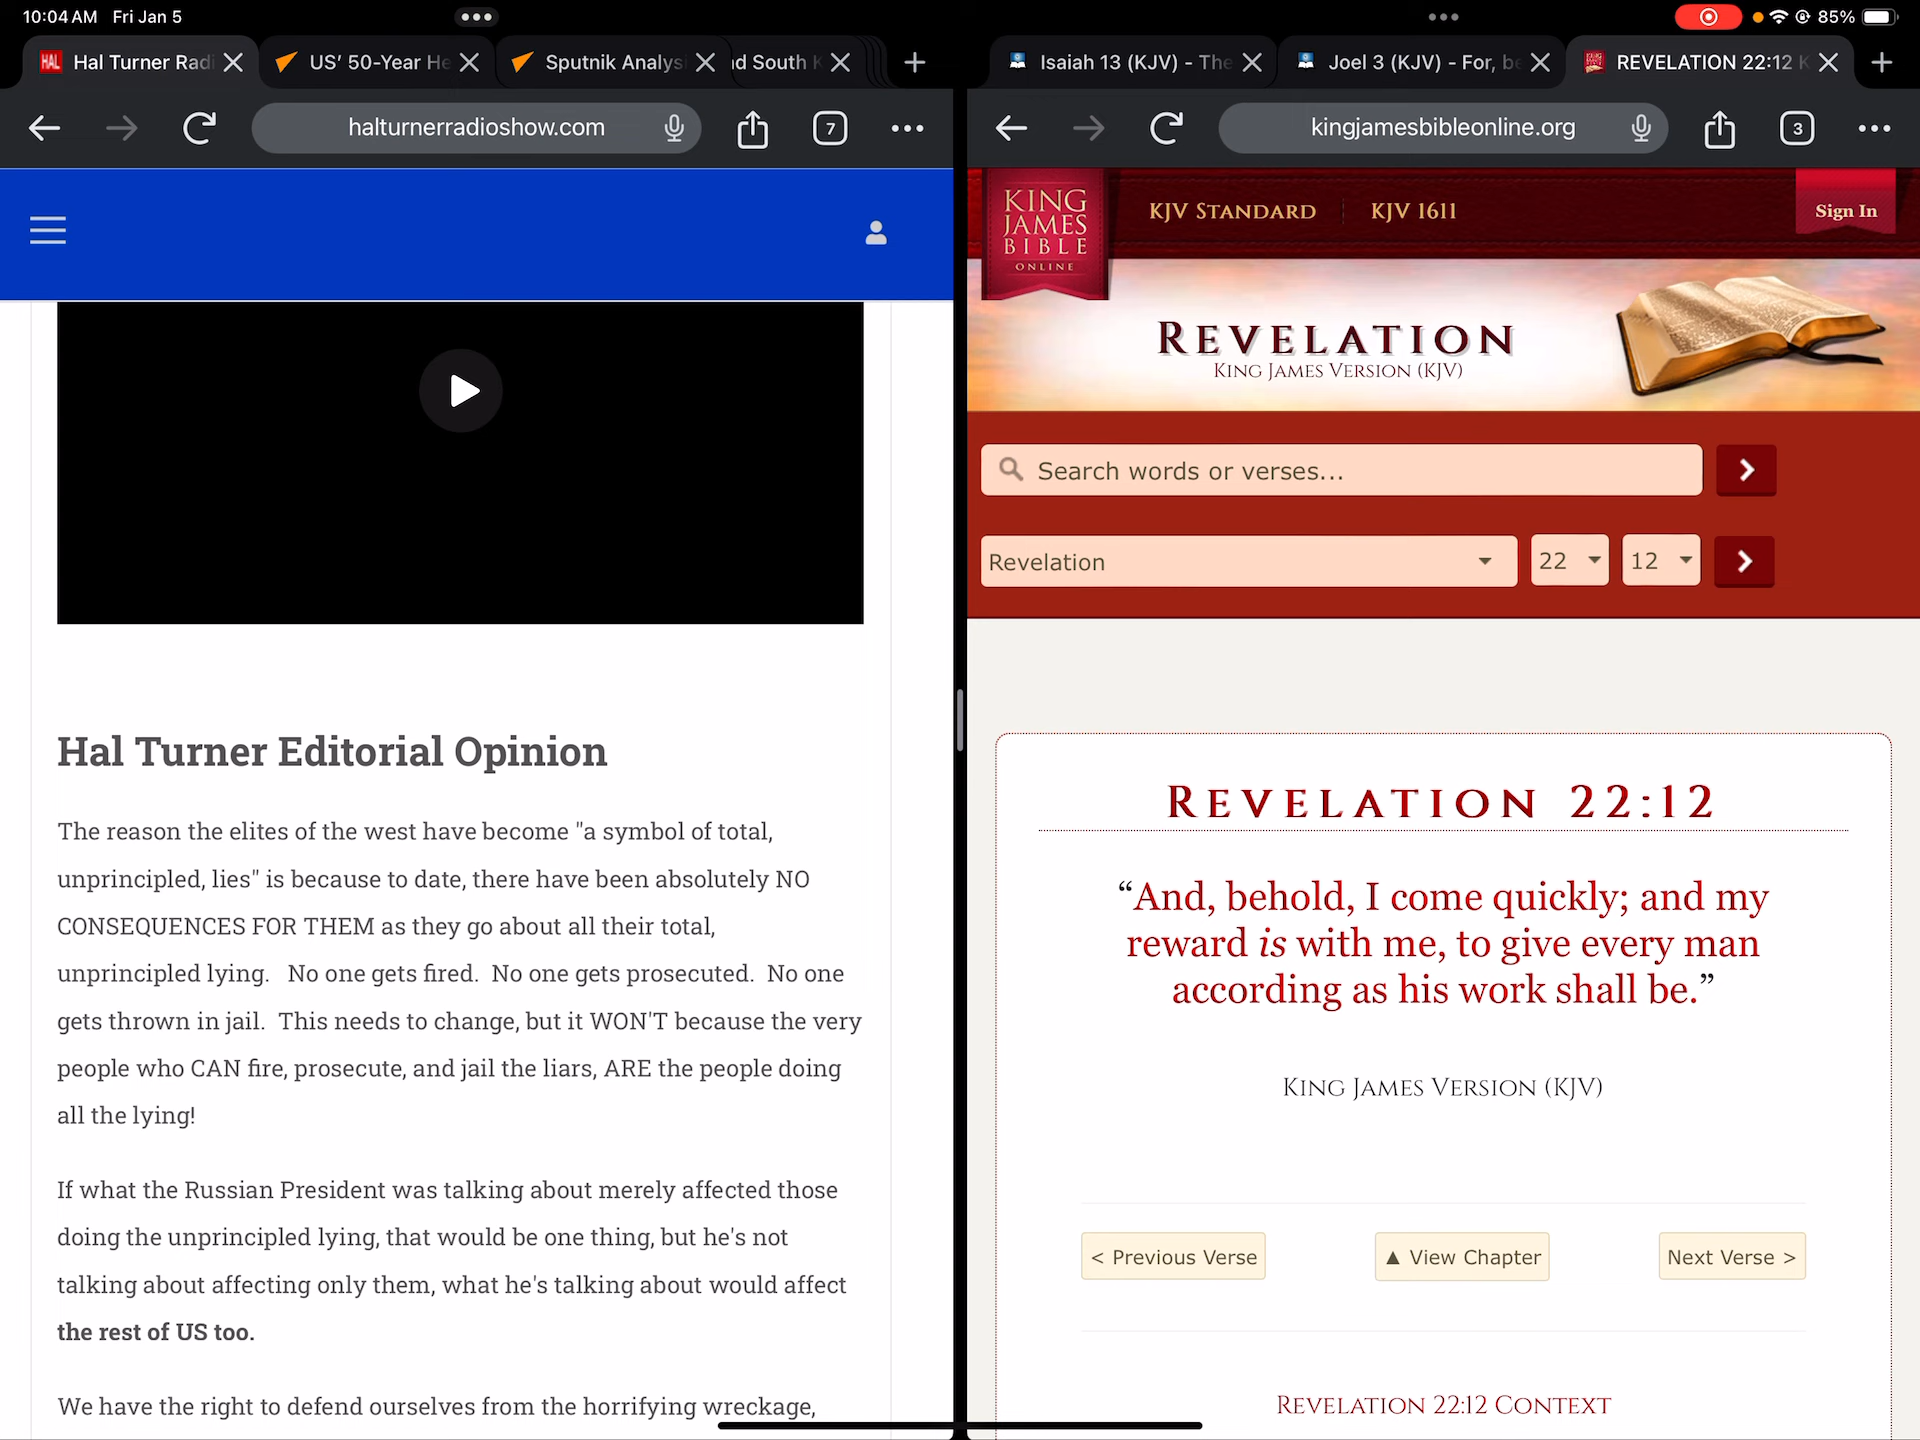 10:04 AM Fri Jan 5
85%
HAL Hal Turner Radi
US' 50-Year He
Sputnik Analys
d South K
Isaiah 13 (KJV) - The
Joel 3 (KJV) - For, be
REVELATION 22:12 K
halturnerradioshow.com
7
kingjamesbibleonline.org
3
KING
JAMES
BIBLE
ONLINE
KJV STANDARD
KJV 1611
Sign In
REVELATION
KING JAMES VERSION (KJV)
Search words or verses...
Revelation
22
12
Hal Turner Editorial Opinion
The reason the elites of the west have become "a symbol of total,
unprincipled, lies" is because to date, there have been absolutely NO
CONSEQUENCES FOR THEM as they go about all their total,
unprincipled lying. No one gets fired. No one gets prosecuted. No one
gets thrown in jail. This needs to change, but it WON'T because the very
people who CAN fire, prosecute, and jail the liars, ARE the people doing
all the lying!
If what the Russian President was talking about merely affected those
doing the unprincipled lying, that would be one thing, but he's not
talking about affecting only them, what he's talking about would affect
the rest of US too.
We have the right to defend ourselves from the horrifying wreckage,
REVELATION 22:12
“And, behold, I come quickly; and my
reward is with me, to give every man
according as his work shall be.”
KING JAMES VERSION (KJV)
< Previous Verse
▲ View Chapter
Next Verse >
REVELATION 22:12 CONTEXT